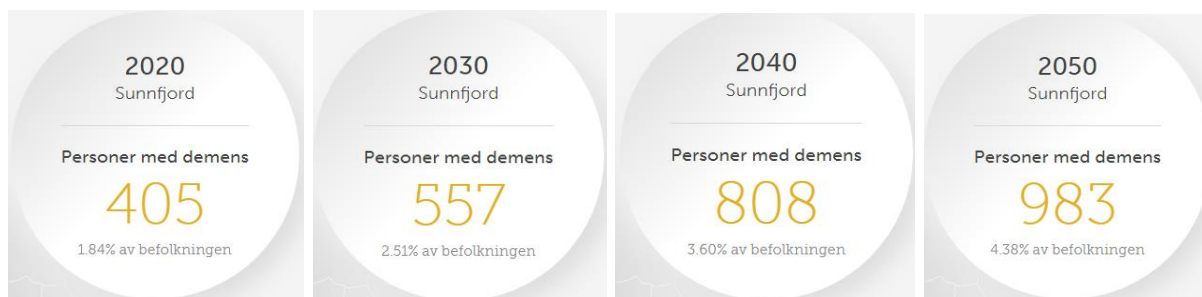 2020
Sunnfjord
Personer med demens
405
1.84% av befolkningen
2030
Sunnfjord
Personer med demens
557
2.51% av befolkningen
2040
Sunnfjord
Personer med demens
808
3.60% av befolkningen
2050
Sunnfjord
Personer med demens
983
4.38% av befolkningen